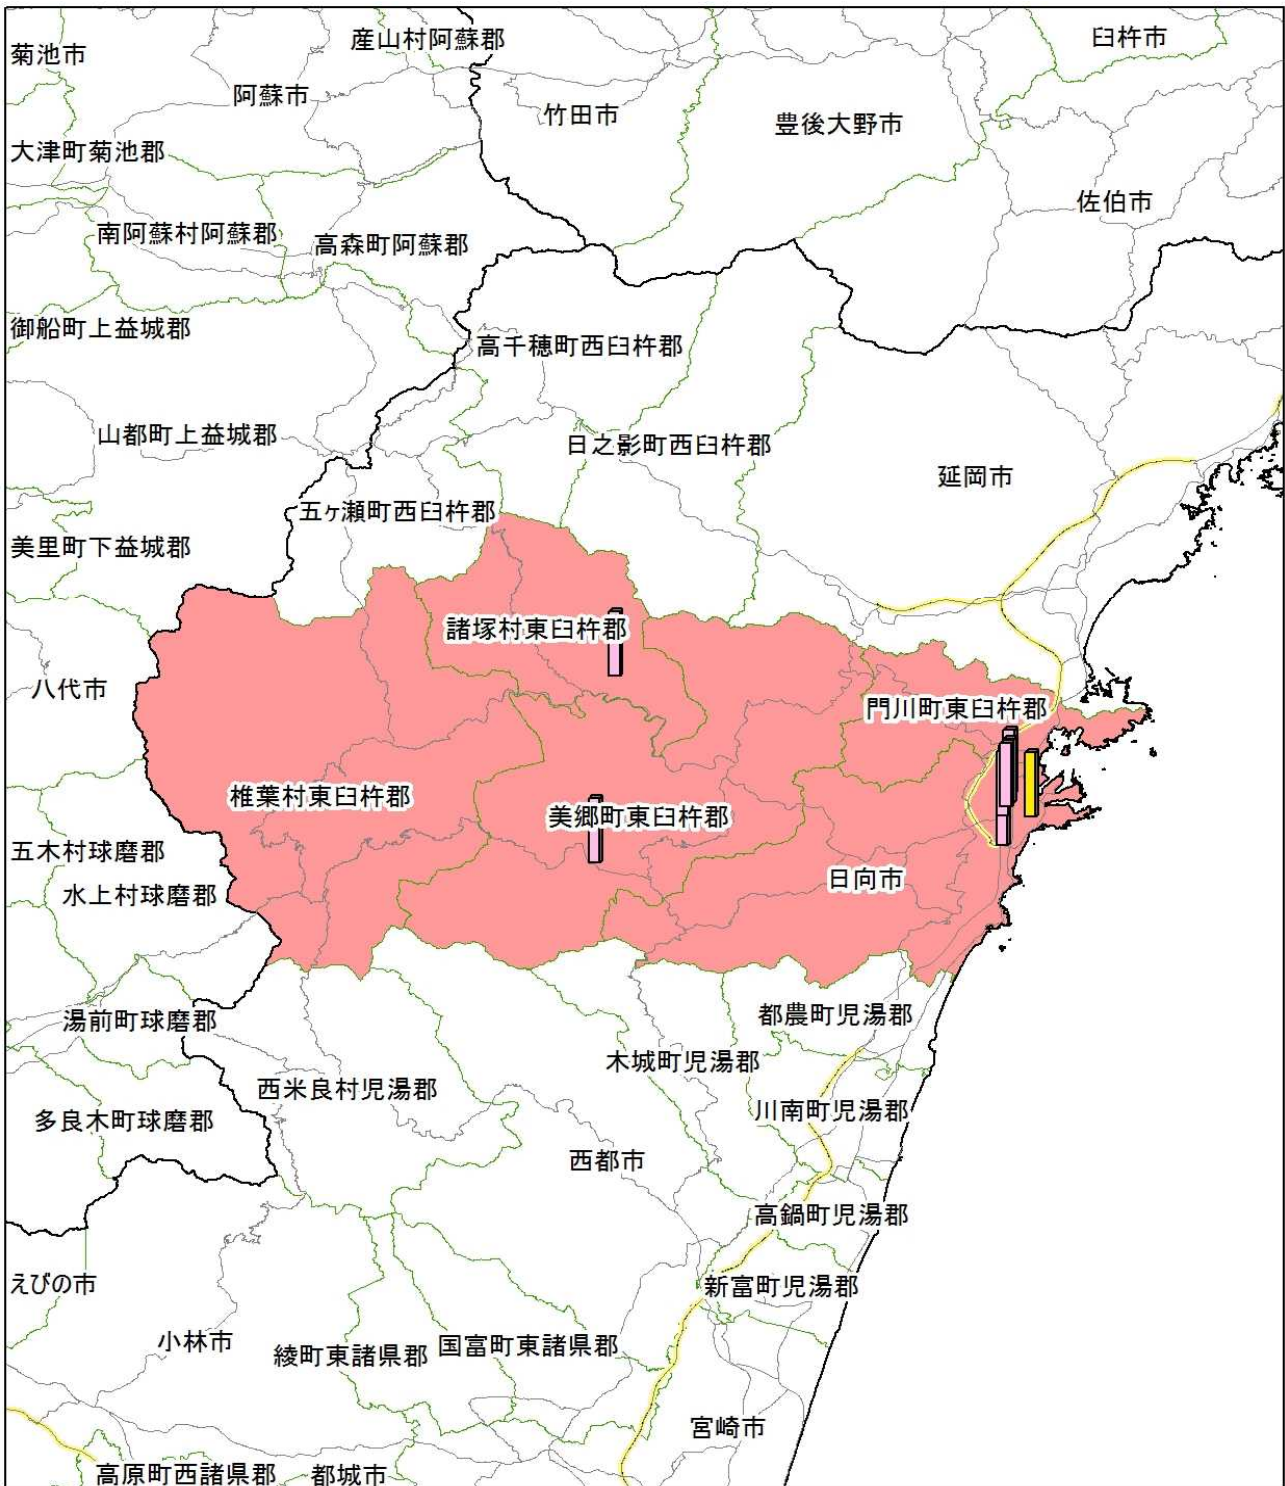 産山村阿蘇郡
臼杵市
菊池市
阿蘇市
竹田市
豊後大野市
大津町菊池郡
佐伯市
南阿蘇村阿蘇郡
高森町阿蘇郡
御船町上益城郡
高千穂町西臼杵郡
山都町上益城郡
日之影町西臼杵郡
延岡市
五ヶ瀬町西臼杵郡
美里町下益城郡
諸塚村東臼杵郡
八代市
門川町東臼杵郡
椎葉村東臼杵郡
美郷町東臼杵郡
五木村球磨郡
日向市
水上村球磨郡
湯前町球磨郡
都農町児湯郡
木城町児湯郡
西米良村児湯郡
川南町児湯郡
多良木町球磨郡
西都市
高鍋町児湯郡
えびの市
新富町児湯郡
小林市
綾町東諸県郡
国富町東諸県郡
宮崎市
高原町西諸県郡
都城市